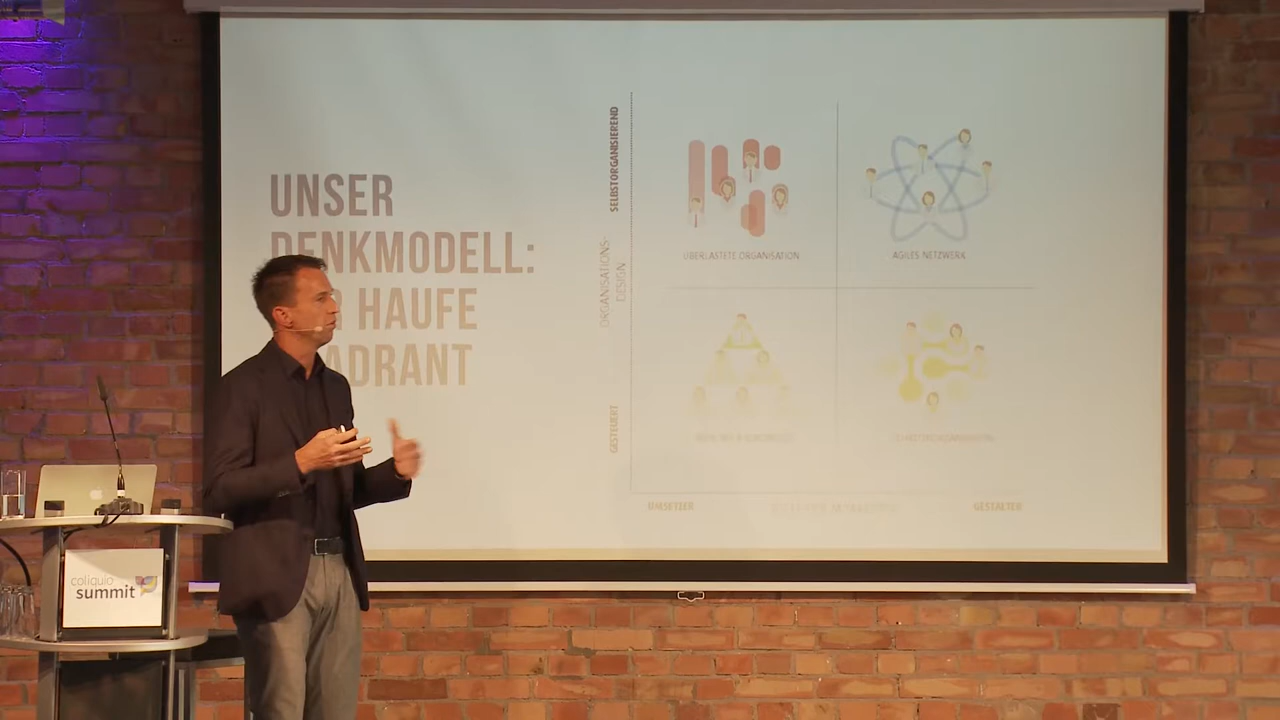 UNSER
DENKMODELL:
HAUFE
ADRANT
SELBSTORGANISIEREND
ORGANISATIONS-
DESIGN
GESTEUERT
ÜBERLASTETE ORGANISATION
AGILES NETZWERK
UMSETZER
GESTALTER
coliquio
summit